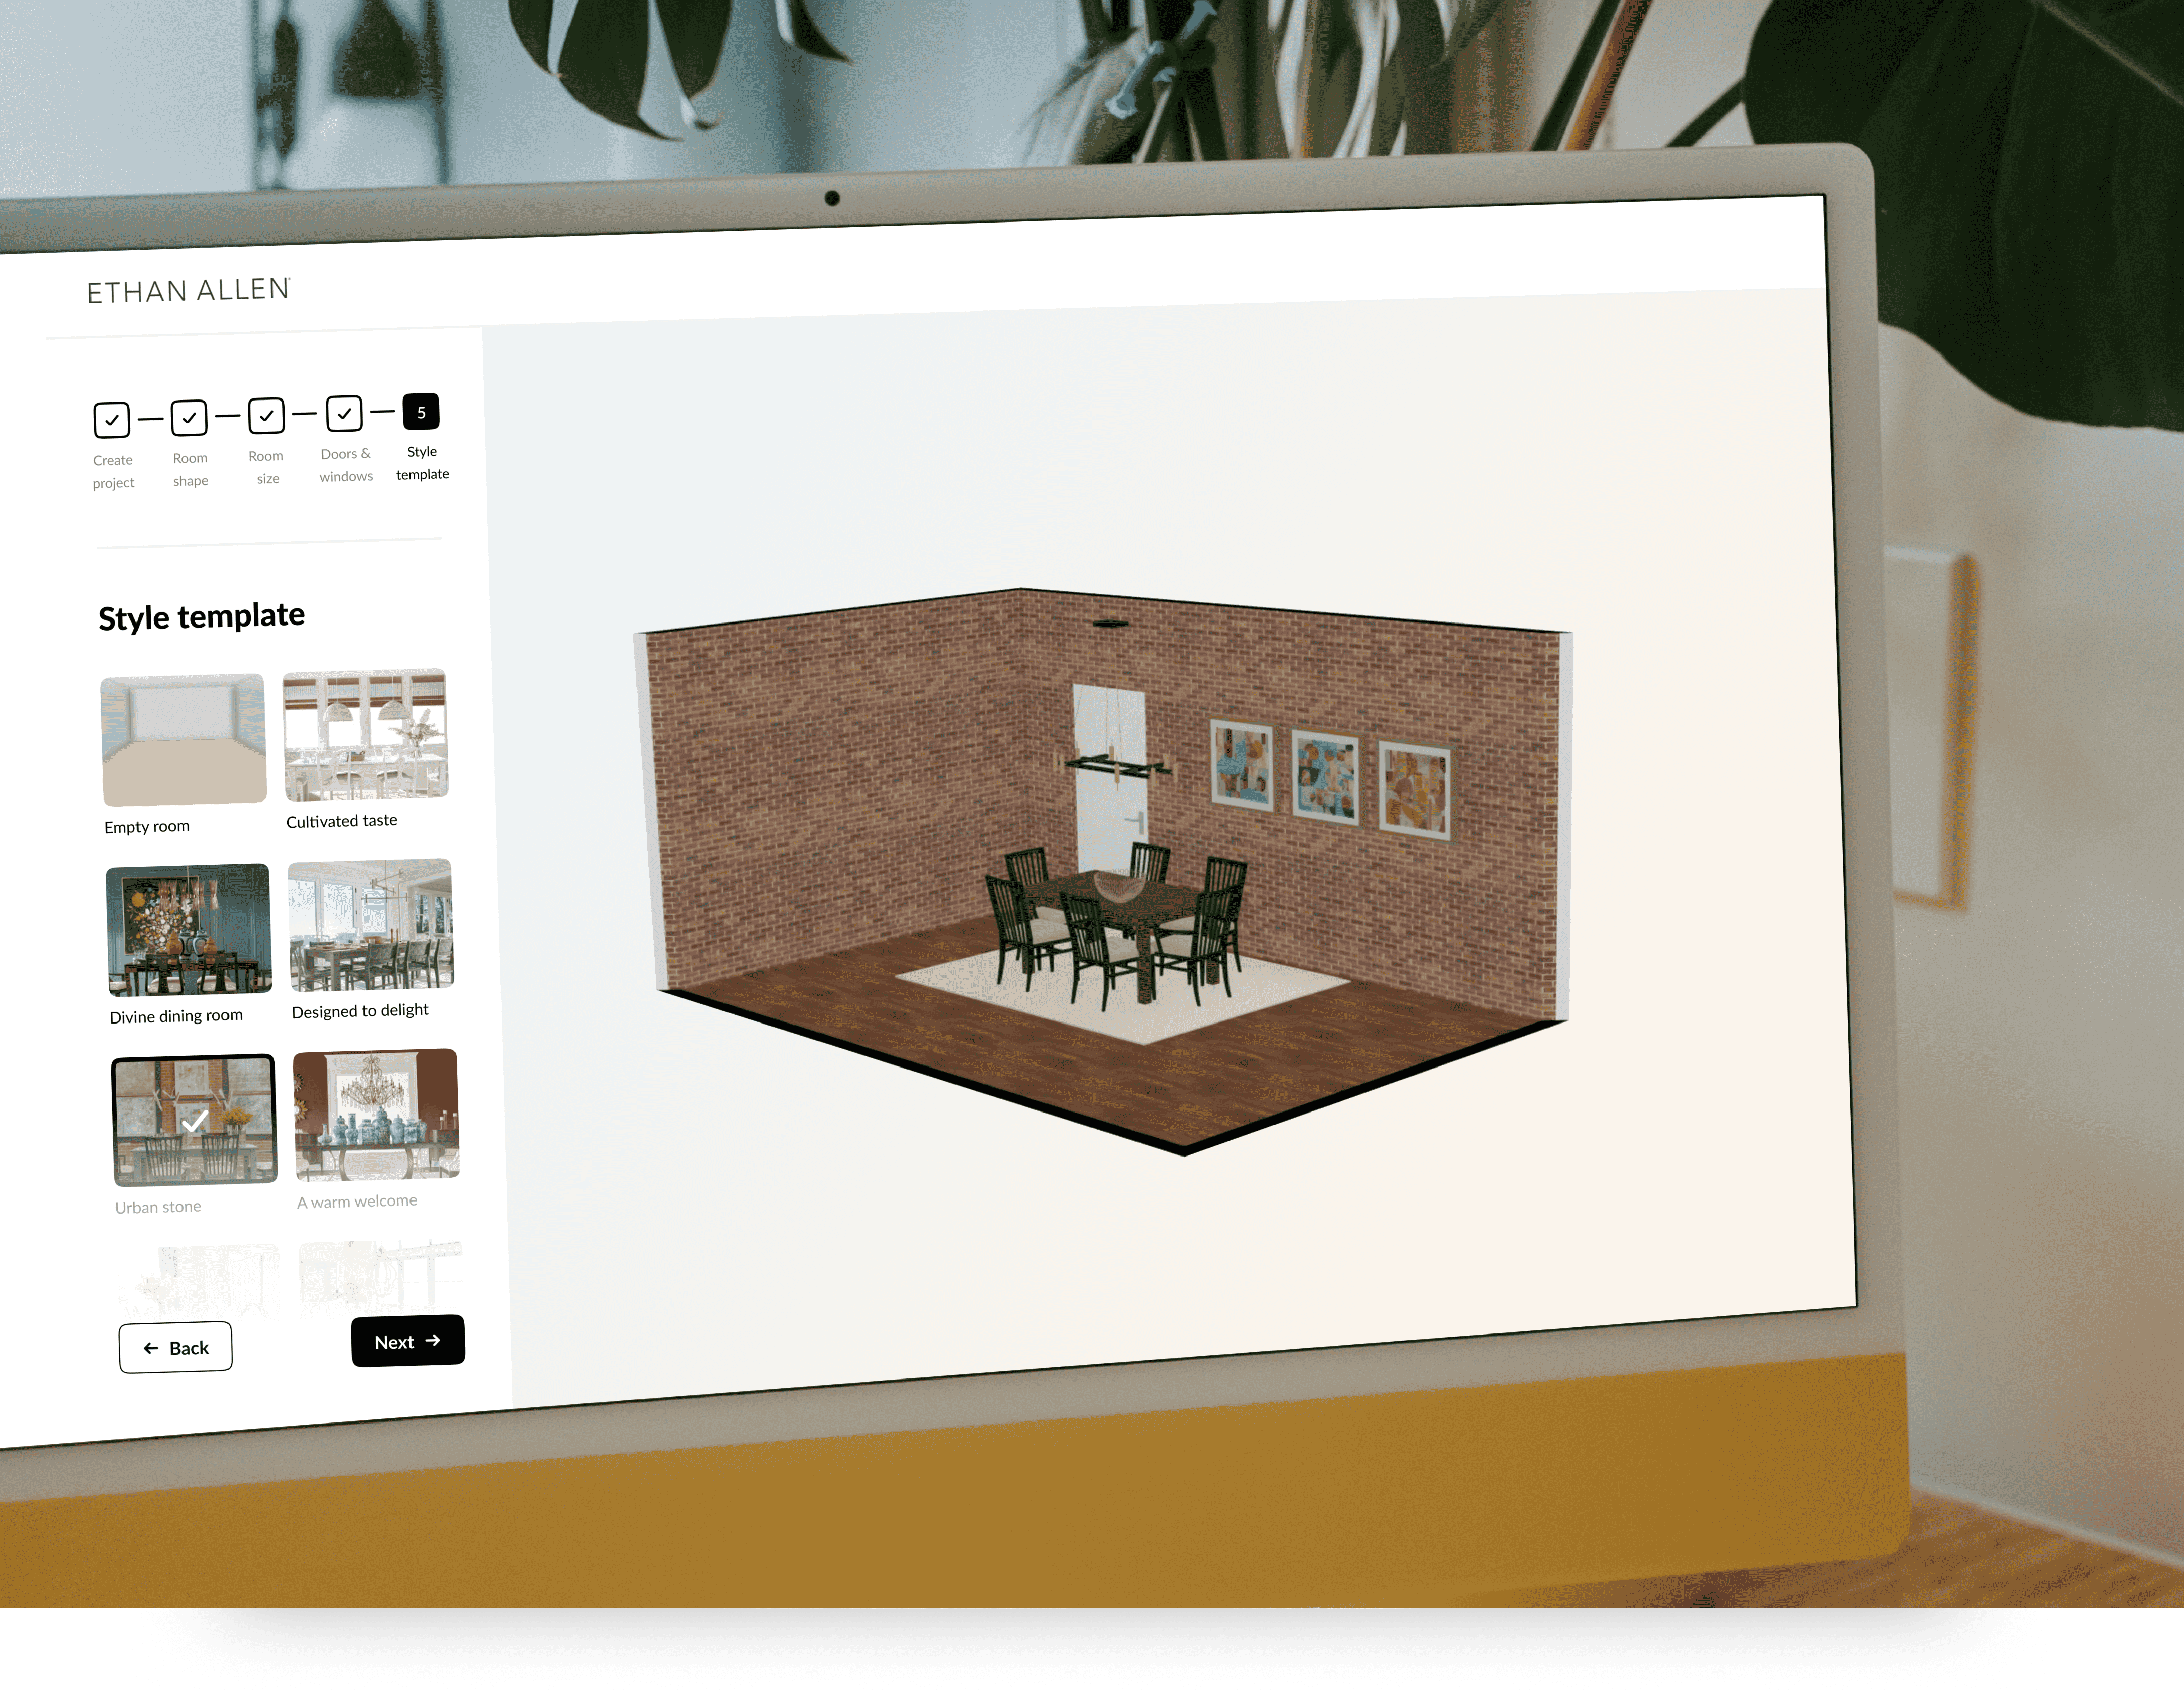 ETHAN ALLEN
5
Create project
Room shape
Room size
Doors & windows
Style template
Style template
Empty room
Cultivated taste
Divine dining room
Designed to delight
Urban stone
A warm welcome
← Back
Next →